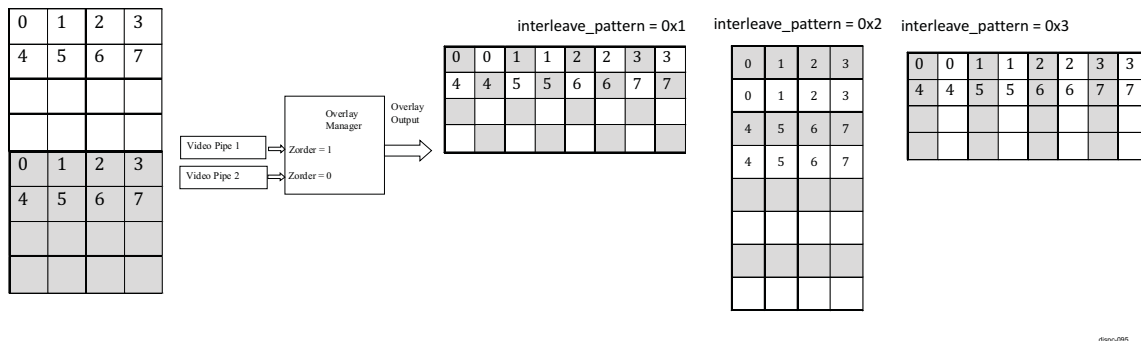 0 1 2 3
4 5 6 7
0 1 2 3
4 5 6 7
Video Pipe 1
Video Pipe 2
Overlay
Manager
Zorder = 1
Zorder = 0
Overlay
Output
interleave_pattern = 0x1
0 0 1 1 2 2 3 3
4 4 5 5 6 6 7 7
interleave_pattern = 0x2
0 1 2 3
0 1 2 3
4 5 6 7
4 5 6 7
interleave_pattern = 0x3
0 0 1 1 2 2 3 3
4 4 5 5 6 6 7 7
dispc-095